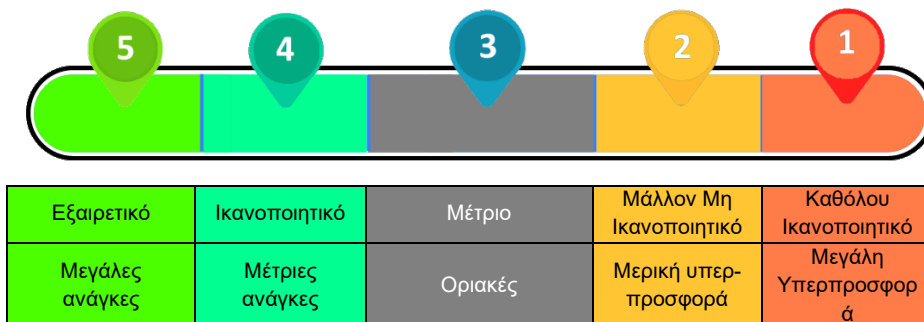 5 4 3 2 1
Εξαιρετικό Ικανοποιητικό Μέτριο Μάλλον Μη
Ικανοποιητικό Καθόλου
Ικανοποιητικό
Μεγάλες
ανάγκες Μέτριες
ανάγκες Οριακές Μερική υπερ-
προσφορά Μεγάλη
Υπερπροσφορ
ά